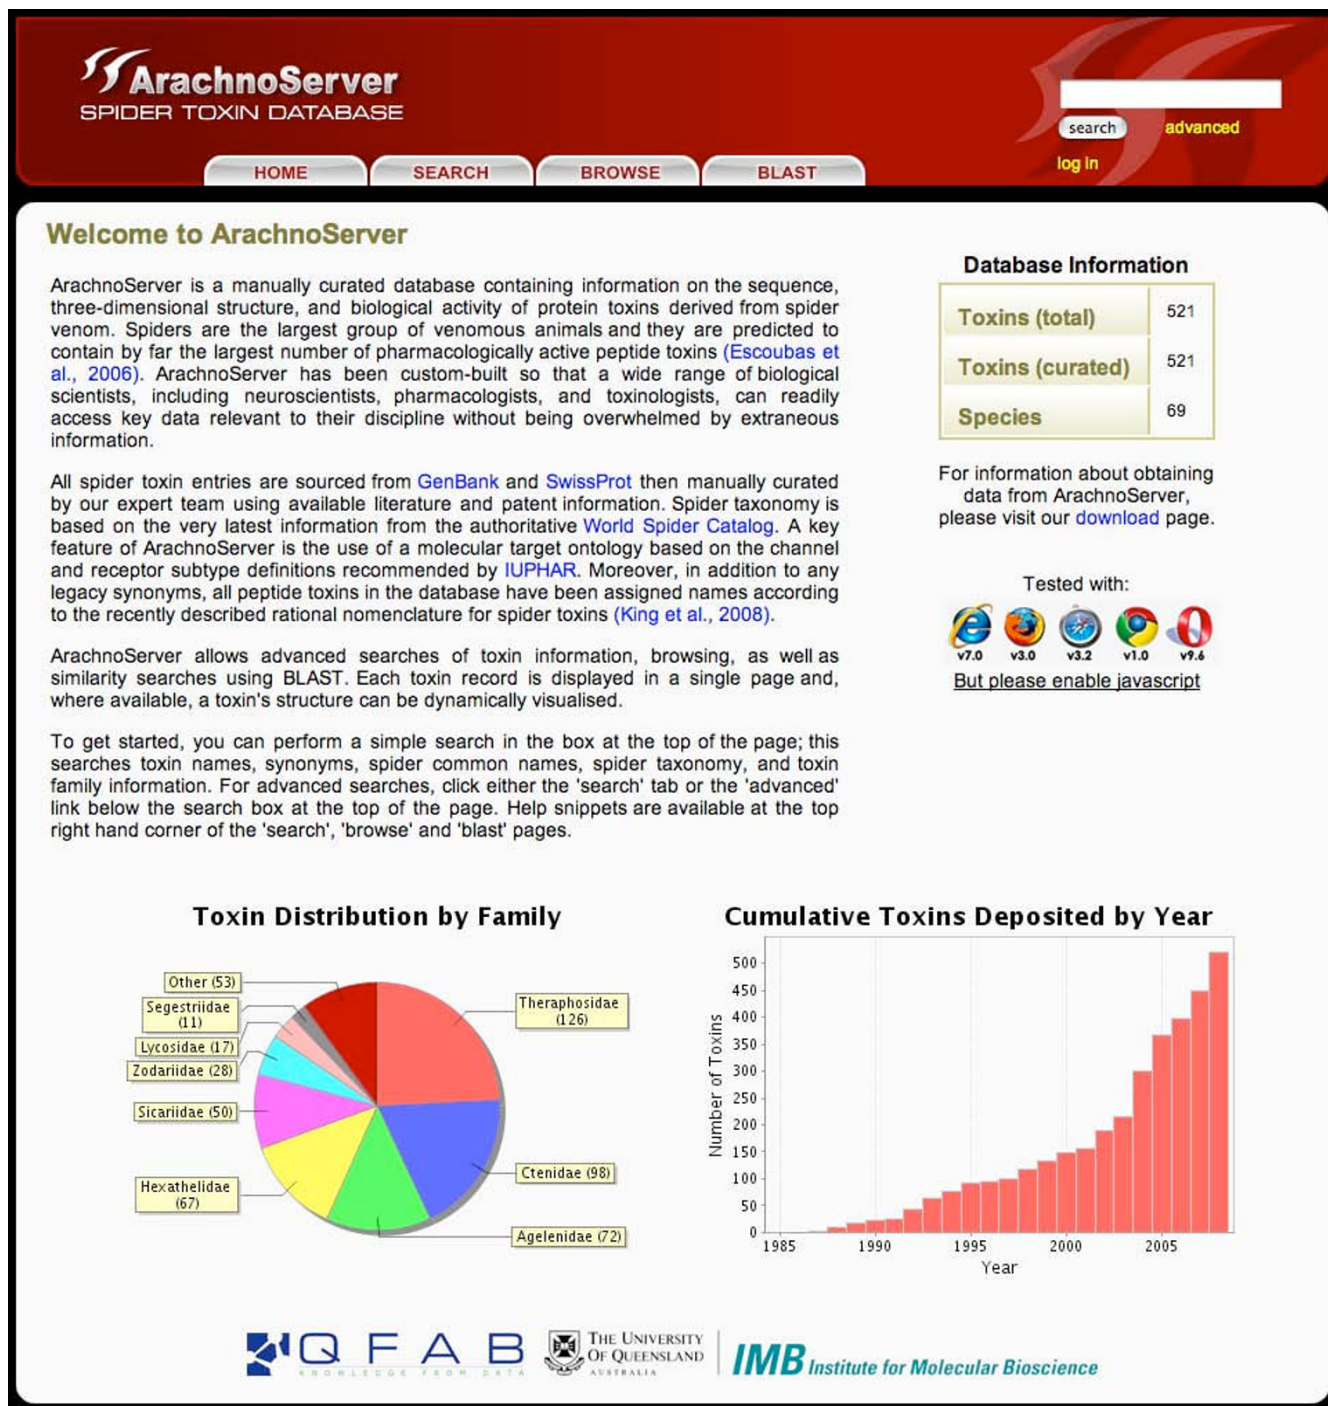 ArachnoServer
SPIDER TOXIN DATABASE
search
advanced
log in
HOME
SEARCH
BROWSE
BLAST
Welcome to ArachnoServer
ArachnoServer is a manually curated database containing information on the sequence,
three-dimensional structure, and biological activity of protein toxins derived from spider
venom. Spiders are the largest group of venomous animals and they are predicted to
contain by far the largest number of pharmacologically active peptide toxins (Escoubas et
al., 2006). ArachnoServer has been custom-built so that a wide range of biological
scientists, including neuroscientists, pharmacologists, and toxinologists, can readily
access key data relevant to their discipline without being overwhelmed by extraneous
information.
All spider toxin entries are sourced from GenBank and SwissProt then manually curated
by our expert team using available literature and patent information. Spider taxonomy is
based on the very latest information from the authoritative World Spider Catalog. A key
feature of ArachnoServer is the use of a molecular target ontology based on the channel
and receptor subtype definitions recommended by IUPHAR. Moreover, in addition to any
legacy synonyms, all peptide toxins in the database have been assigned names according
to the recently described rational nomenclature for spider toxins (King et al., 2008).
ArachnoServer allows advanced searches of toxin information, browsing, as well as
similarity searches using BLAST. Each toxin record is displayed in a single page and,
where available, a toxin's structure can be dynamically visualised.
To get started, you can perform a simple search in the box at the top of the page; this
searches toxin names, synonyms, spider common names, spider taxonomy, and toxin
family information. For advanced searches, click either the 'search' tab or the 'advanced'
link below the search box at the top of the page. Help snippets are available at the top
right hand corner of the 'search', 'browse' and 'blast' pages.
Database Information
Toxins (total) 521
Toxins (curated) 521
Species 69
For information about obtaining
data from ArachnoServer,
please visit our download page.
Tested with:
v7.0 v3.0 v3.2 v1.0 v9.6
But please enable javascript
Toxin Distribution by Family
Other (53)
Segestriidae
(11)
Lycosidae (17)
Zodariidae (28)
Sicariidae (50)
Hexathelidae
(67)
Theraphosidae
(126)
Ctenidae (98)
Agelenidae (72)
Cumulative Toxins Deposited by Year
Number of Toxins
500
450
400
350
300
250
200
150
100
50
0
1985 1990 1995 2000 2005
Year
QFAB
KNOWLEDGE FROM DATA
THE UNIVERSITY
OF QUEENSLAND
AUSTRALIA
IMB Institute for Molecular Bioscience